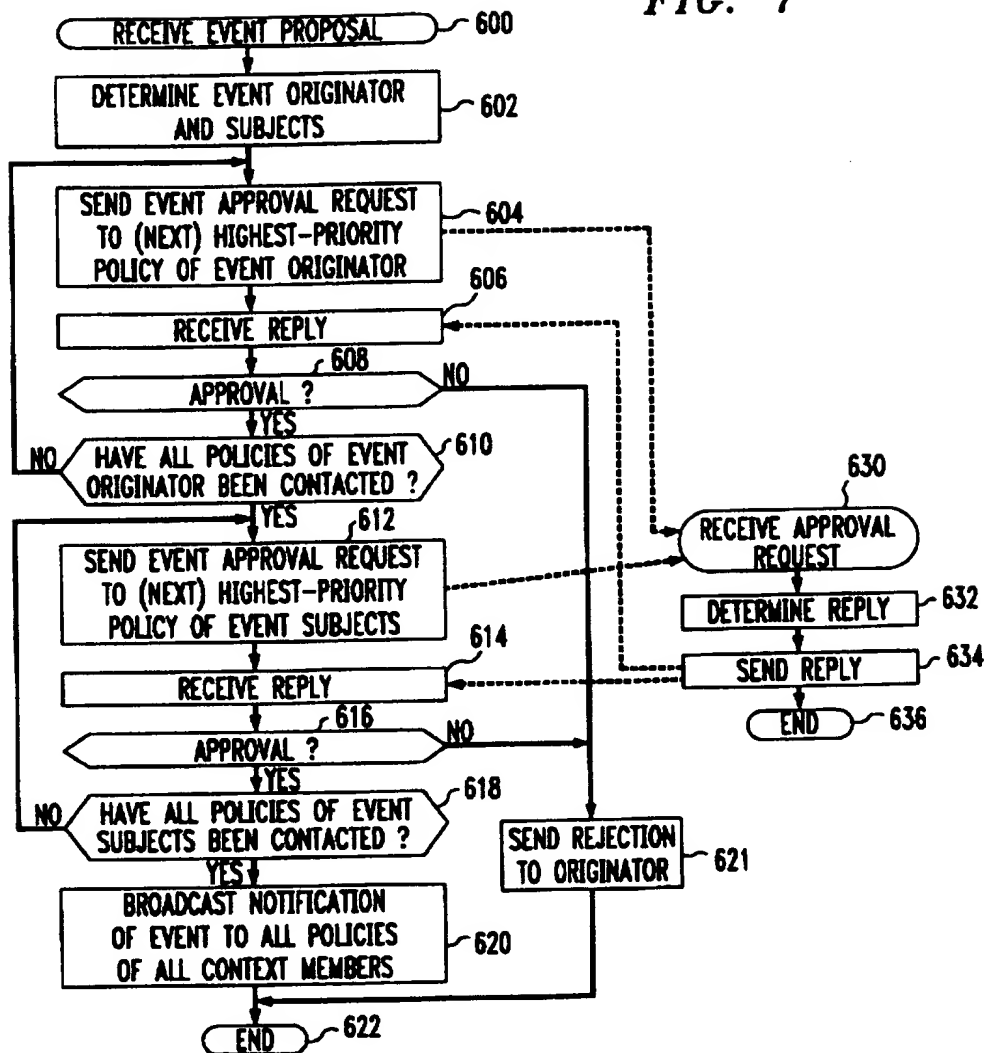 FIG. 7
RECEIVE EVENT PROPOSAL
600
DETERMINE EVENT ORIGINATOR
AND SUBJECTS
602
SEND EVENT APPROVAL REQUEST
TO (NEXT) HIGHEST-PRIORITY
POLICY OF EVENT ORIGINATOR
604
606
RECEIVE REPLY
608
APPROVAL ?
NO
YES
NO
HAVE ALL POLICIES OF EVENT
ORIGINATOR BEEN CONTACTED ?
610
YES
612
SEND EVENT APPROVAL REQUEST
TO (NEXT) HIGHEST-PRIORITY
POLICY OF EVENT SUBJECTS
614
RECEIVE REPLY
616
APPROVAL ?
NO
YES
NO
HAVE ALL POLICIES OF EVENT
SUBJECTS BEEN CONTACTED ?
618
YES
BROADCAST NOTIFICATION
OF EVENT TO ALL POLICIES
OF ALL CONTEXT MEMBERS
620
END
622
630
RECEIVE APPROVAL
REQUEST
DETERMINE REPLY
632
SEND REPLY
634
END
636
SEND REJECTION
TO ORIGINATOR
621